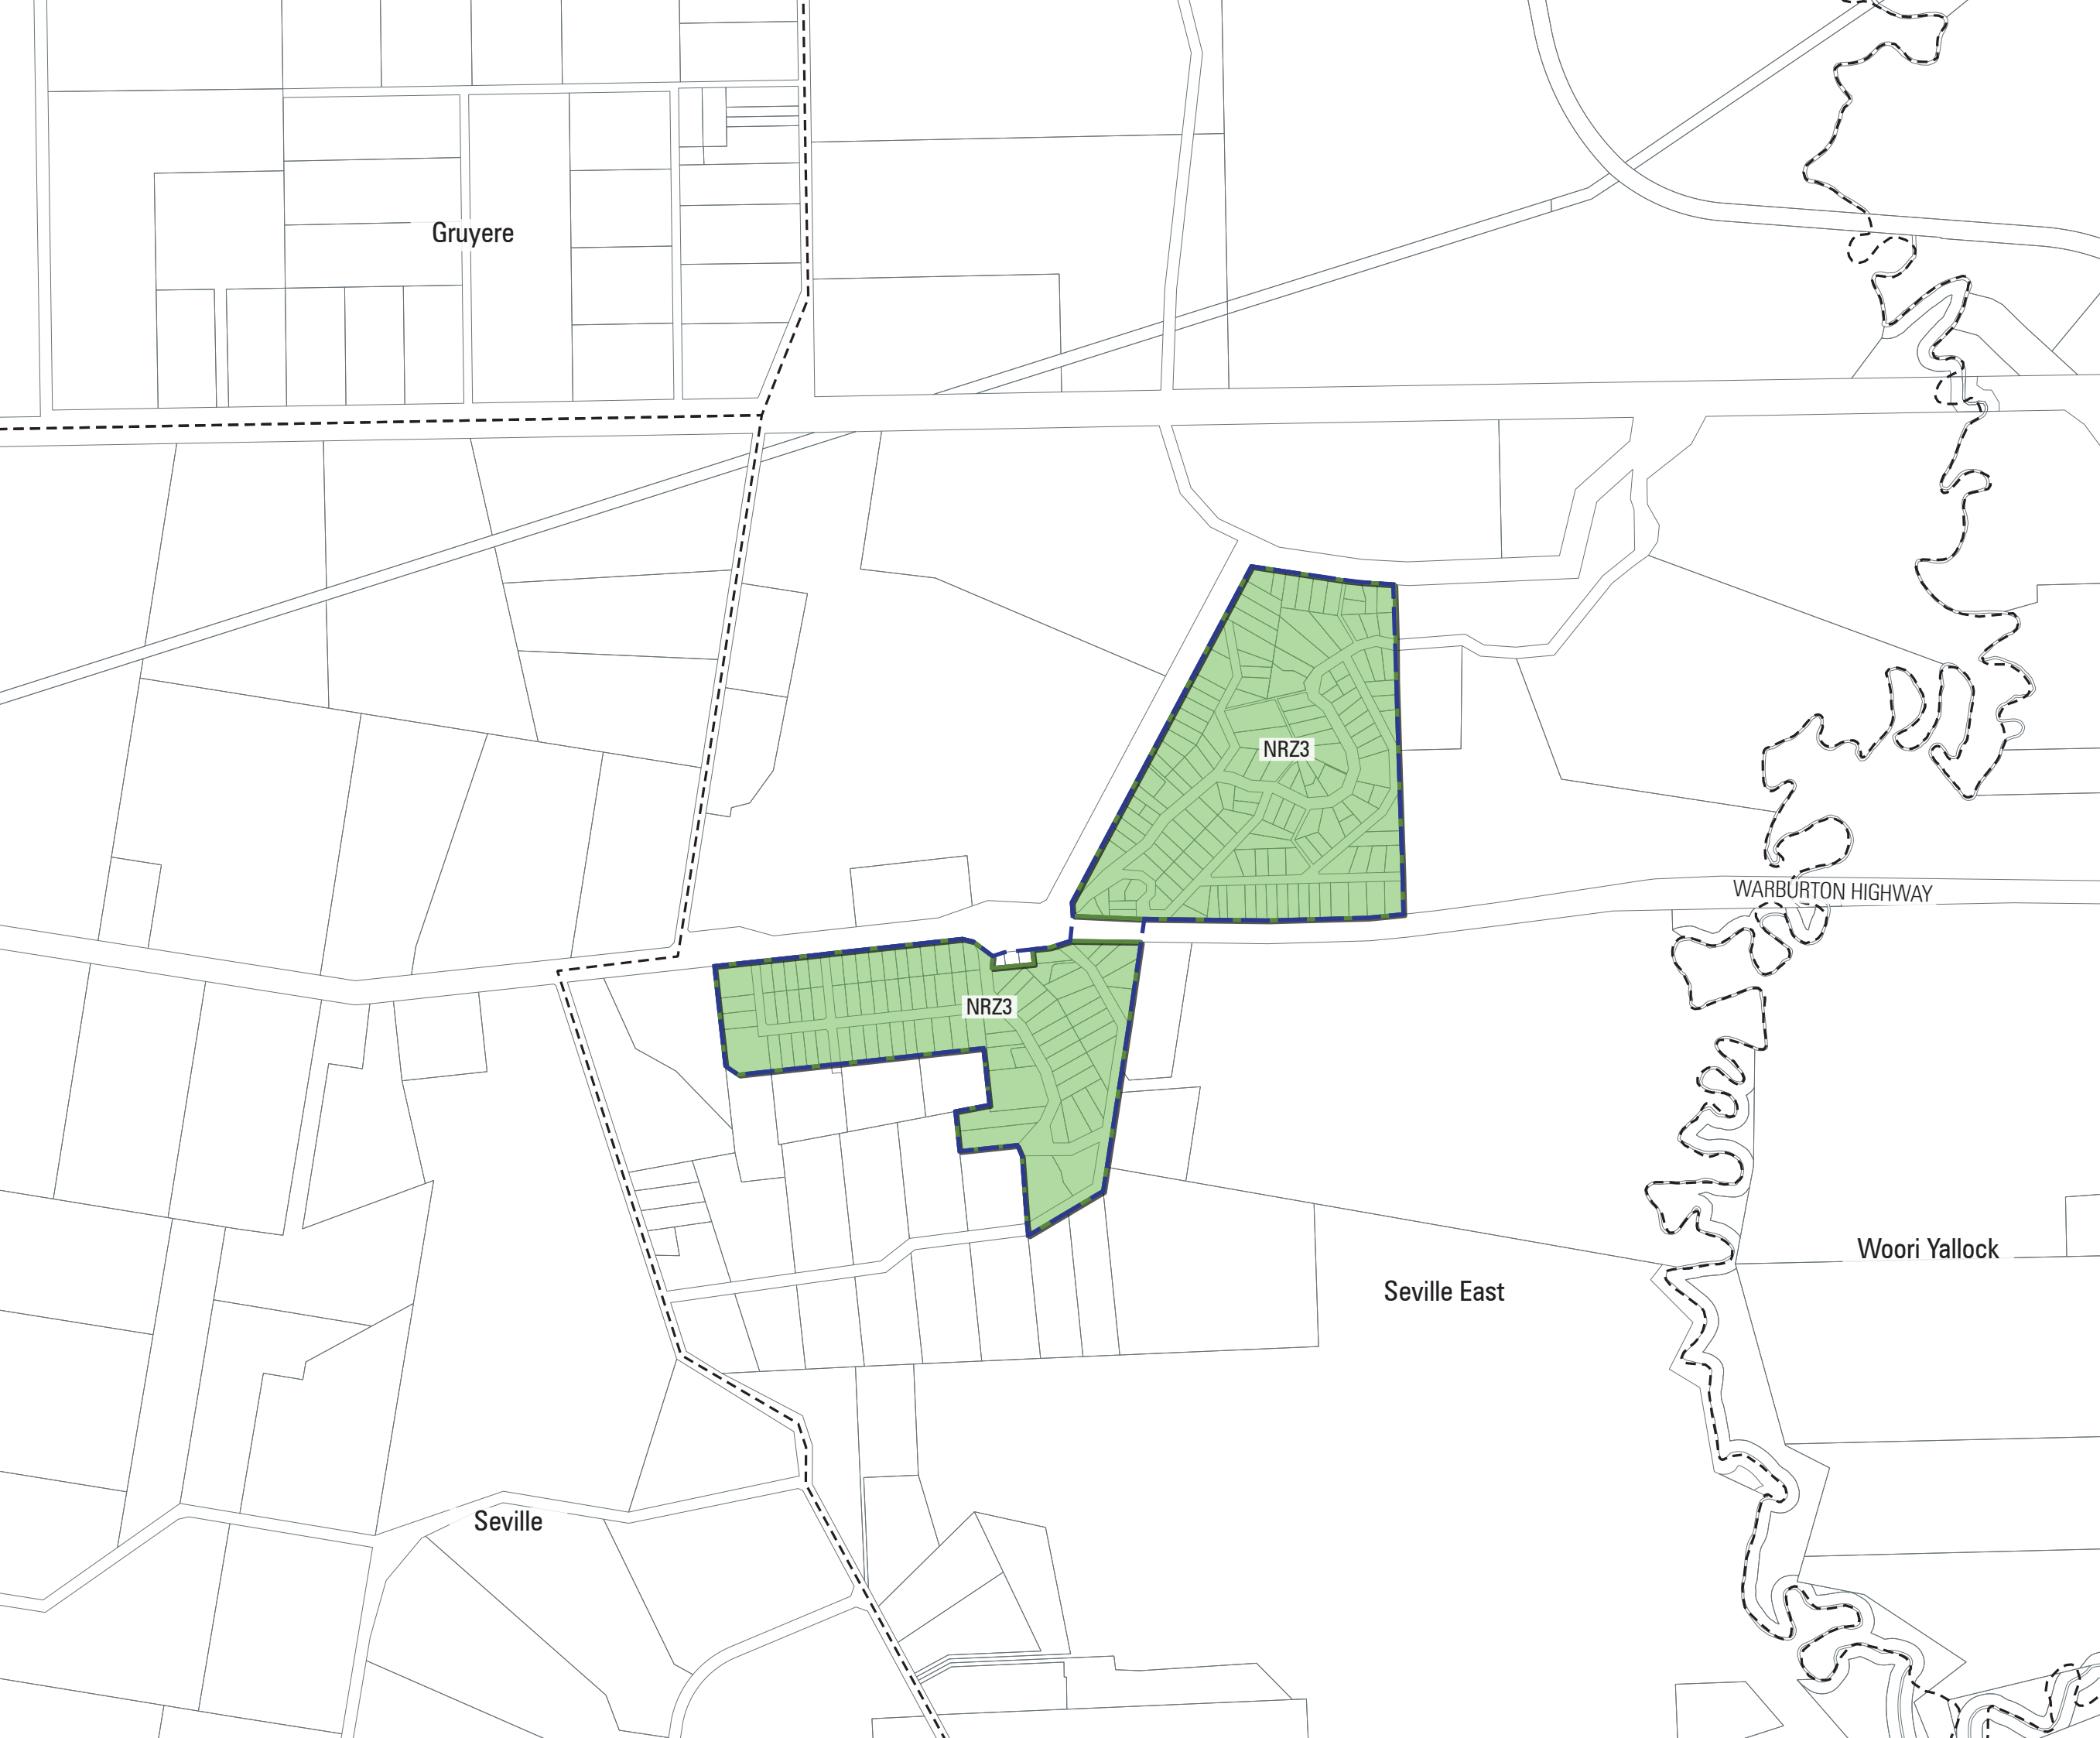 Gruyere
NRZ3
WARBURTON HIGHWAY
NRZ3
Woori Yallock
Seville East
Seville